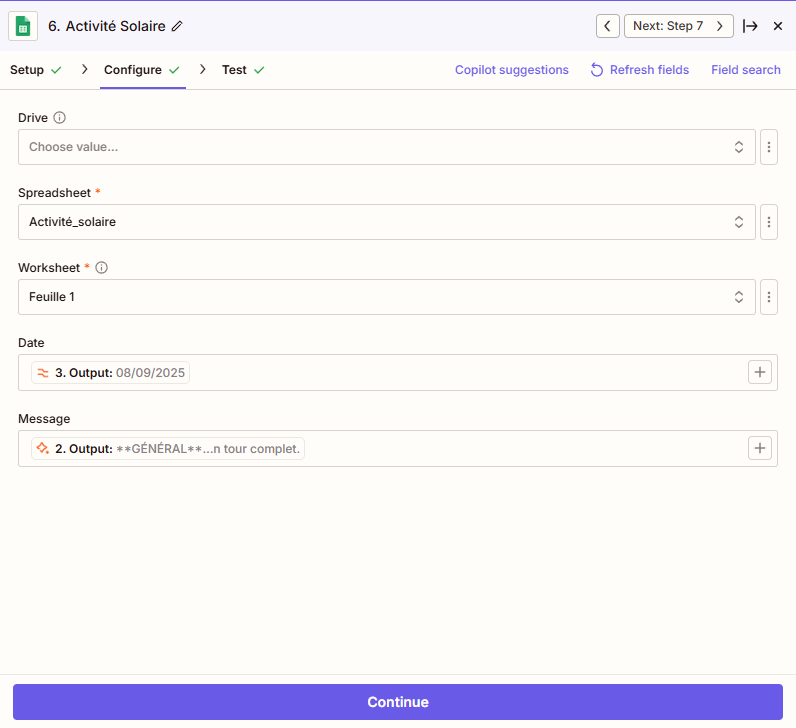 6. Activité Solaire
Next: Step 7
Setup
Configure
Test
Copilot suggestions
Refresh fields
Field search
Drive
Choose value...
Spreadsheet *
Activité_solaire
Worksheet *
Feuille 1
Date
3. Output: 08/09/2025
Message
2. Output: **GÉNÉRAL**...n tour complet.
Continue